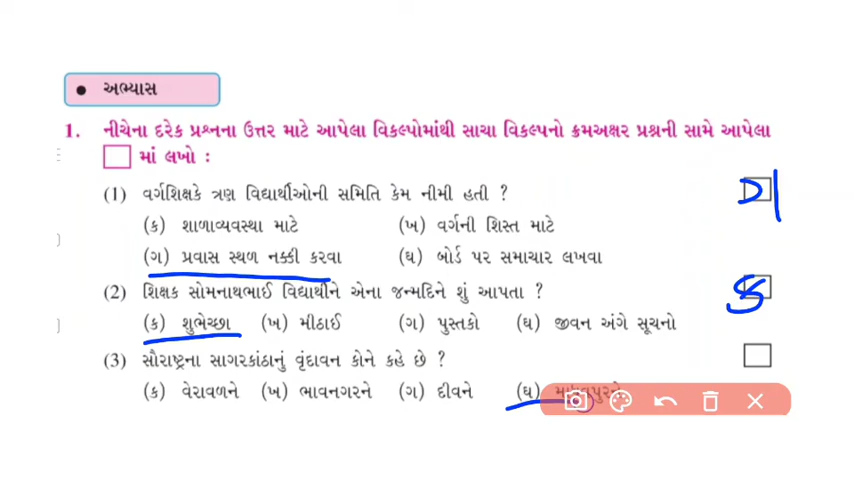 • અભ્યાસ
1. નીચેના દરેક પ્રશ્નના ઉત્તર માટે આપેલા વિકલ્પોમાંથી સાચા વિકલ્પનો ક્રમઅક્ષર પ્રશ્નની સામે આપેલા
માં લખો :
(1) વર્ગશિક્ષકે ત્રણ વિદ્યાર્થીઓની સમિતિ કેમ નીમી હતી ? ગ
(ક) શાળાવ્યવસ્થા માટે (ખ) વર્ગની શિસ્ત માટે
(ગ) પ્રવાસ સ્થળ નક્કી કરવા (ઘ) બોર્ડ પર સમાચાર લખવા
(2) શિક્ષક સોમનાથભાઈ વિદ્યાર્થીને એના જન્મદિને શું આપતા ? ક
(ક) શુભેચ્છા (ખ) મીઠાઈ (ગ) પુસ્તકો (ઘ) જીવન અંગે સૂચનો
(3) સૌરાષ્ટ્રના સાગરકાંઠાનું વૃંદાવન કોને કહે છે ?
(ક) વેરાવળને (ખ) ભાવનગરને (ગ) દીવને (ઘ)